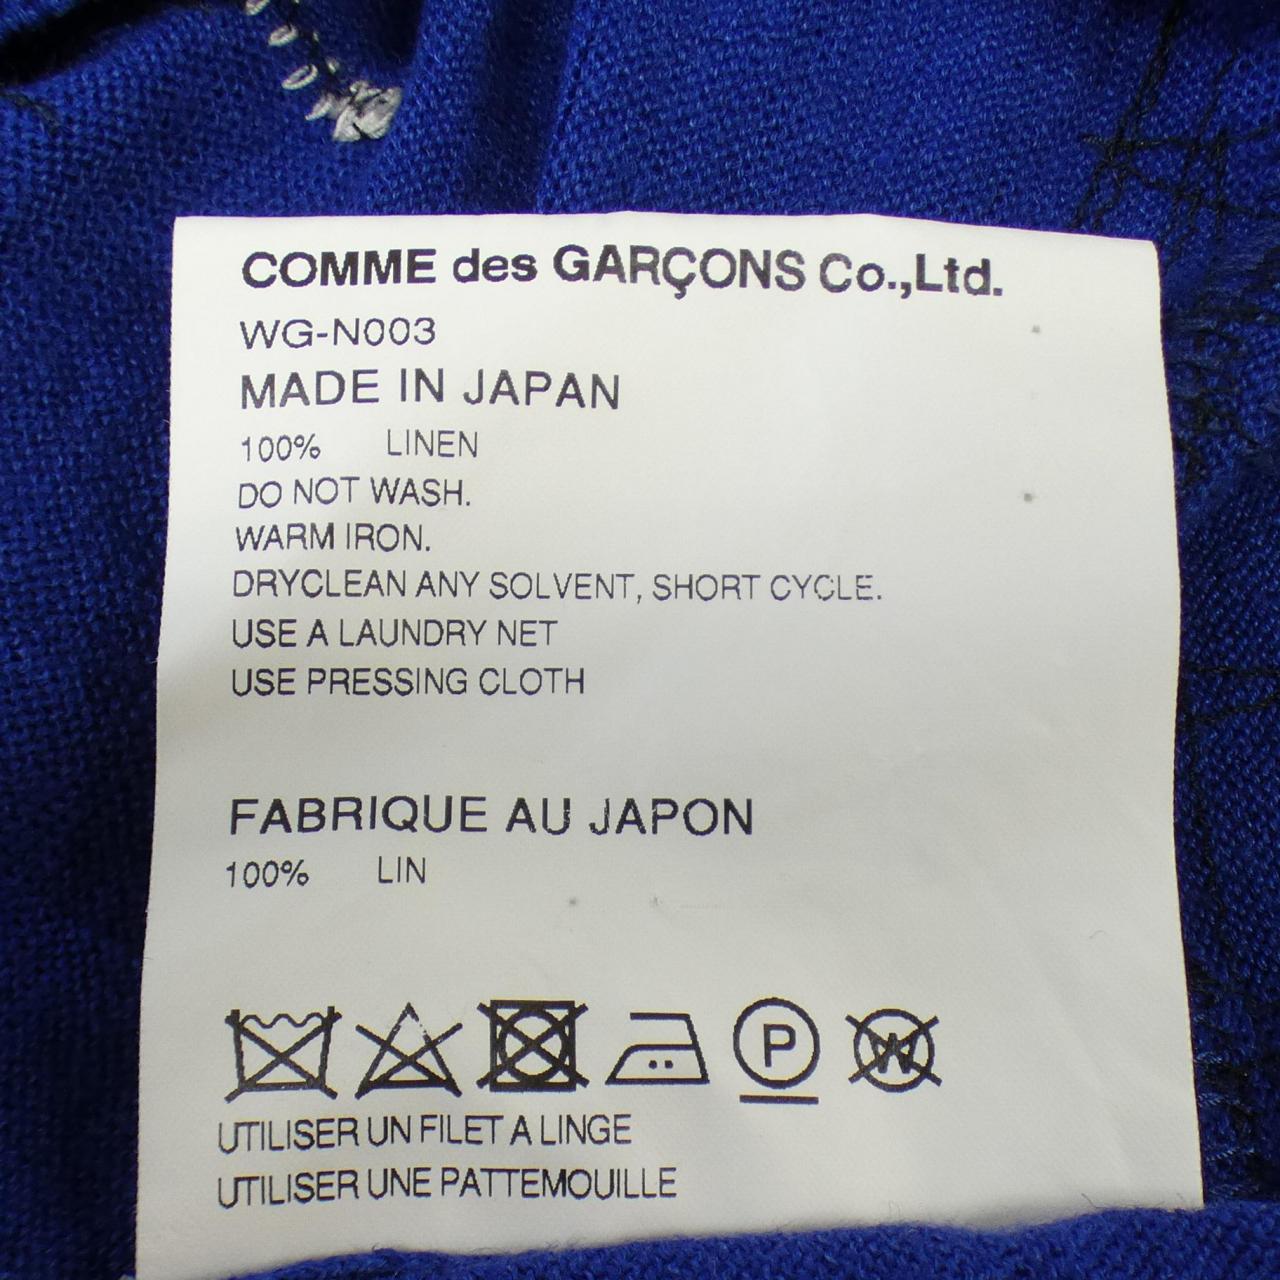 COMME des GARÇONS Co.,Ltd.
WG-N003
MADE IN JAPAN
100% LINEN
DO NOT WASH.
WARM IRON.
DRYCLEAN ANY SOLVENT, SHORT CYCLE.
USE A LAUNDRY NET
USE PRESSING CLOTH
FABRIQUE AU JAPON
100% LIN
P W
UTILISER UN FILET A LINGE
UTILISER UNE PATTEMOUILLE